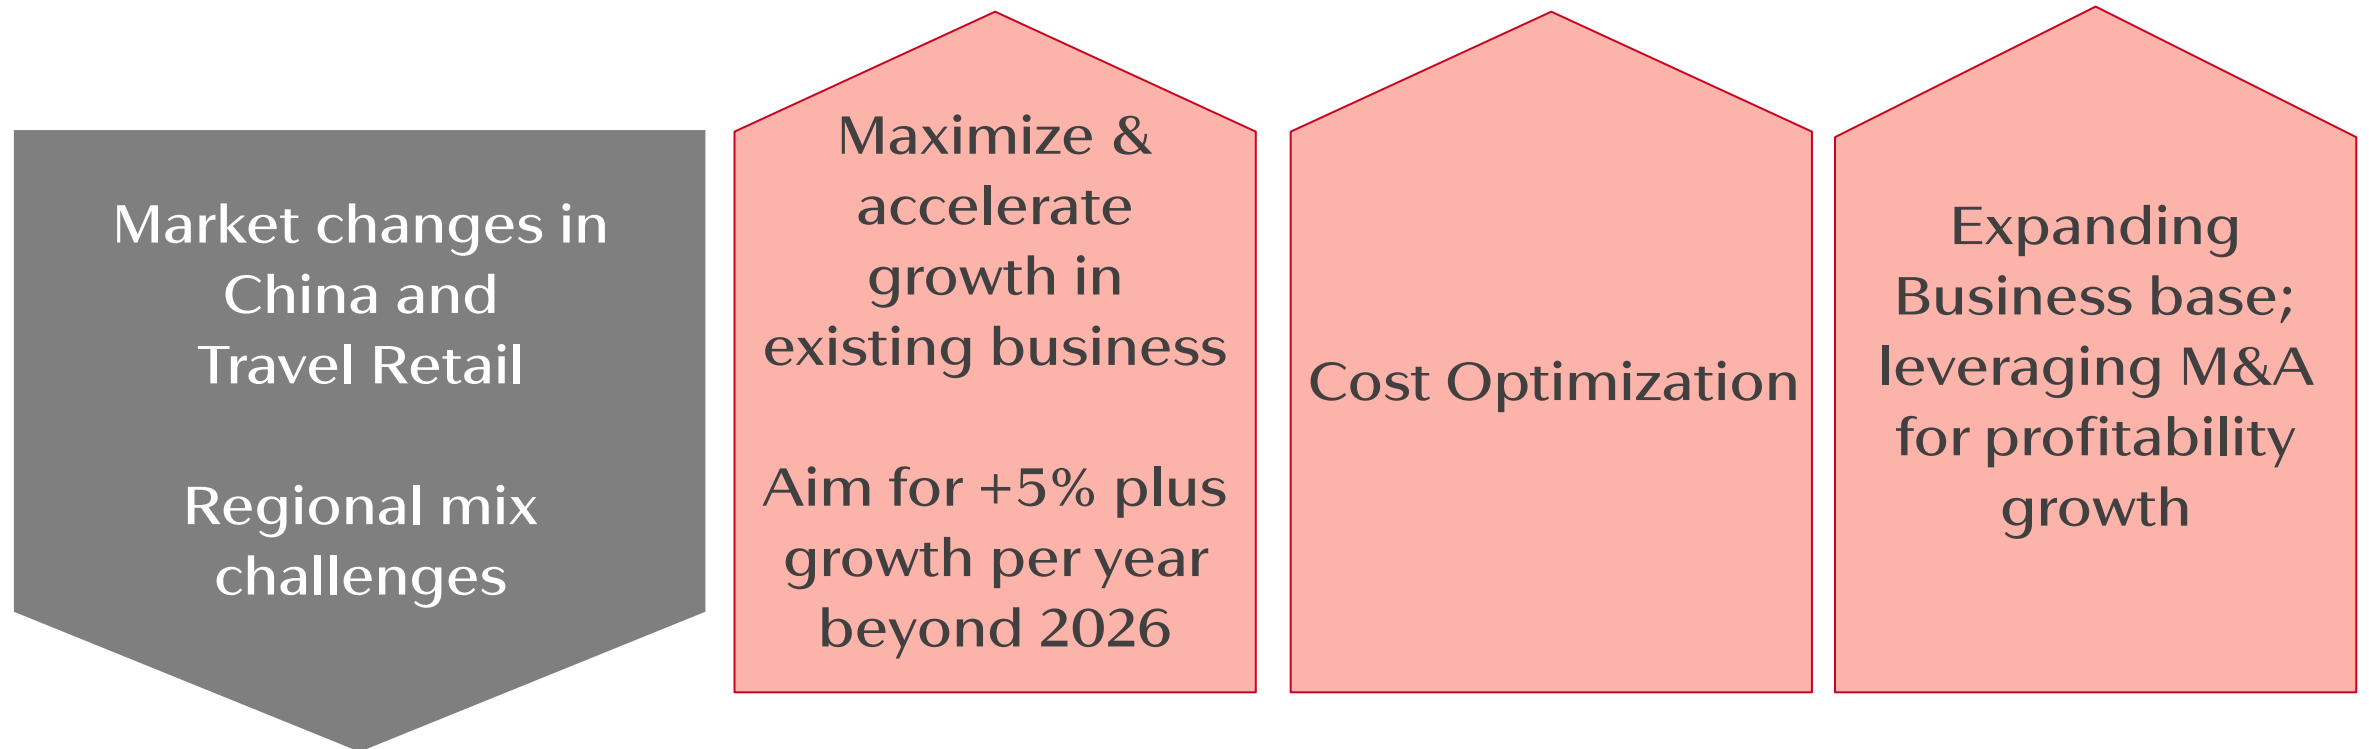 Market changes in
China and
Travel Retail
Regional mix
challenges
Maximize &
accelerate
growth in
existing business
Aim for +5% plus
growth per year
beyond 2026
Cost Optimization
Expanding
Business base;
leveraging M&A
for profitability
growth